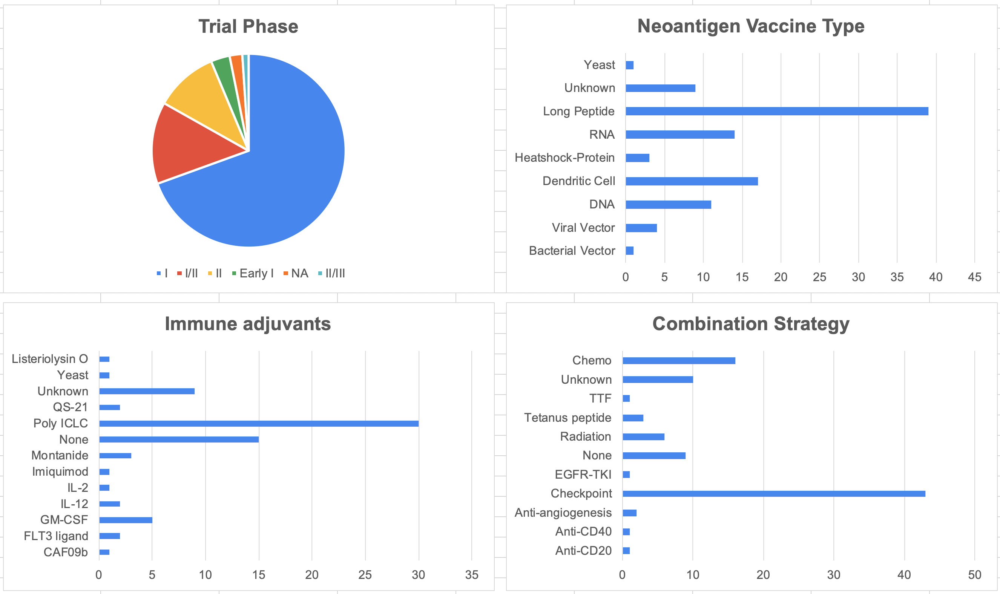 Trial Phase
I I/II II Early I NA II/III
Neoantigen Vaccine Type
Yeast
Unknown
Long Peptide
RNA
Heatshock-Protein
Dendritic Cell
DNA
Viral Vector
Bacterial Vector
0 5 10 15 20 25 30 35 40 45
Immune adjuvants
Listeriolysin O
Yeast
Unknown
QS-21
Poly ICLC
None
Montanide
Imiquimod
IL-2
IL-12
GM-CSF
FLT3 ligand
CAF09b
0 5 10 15 20 25 30 35
Combination Strategy
Chemo
Unknown
TTF
Tetanus peptide
Radiation
None
EGFR-TKI
Checkpoint
Anti-angiogenesis
Anti-CD40
Anti-CD20
0 10 20 30 40 50